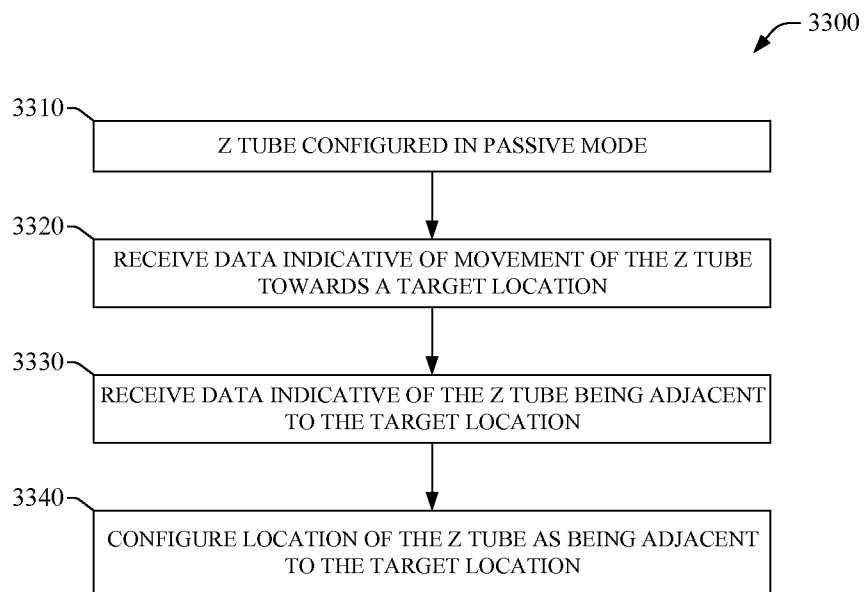 3300
3310
Z TUBE CONFIGURED IN PASSIVE MODE
3320
RECEIVE DATA INDICATIVE OF MOVEMENT OF THE Z TUBE
TOWARDS A TARGET LOCATION
3330
RECEIVE DATA INDICATIVE OF THE Z TUBE BEING ADJACENT
TO THE TARGET LOCATION
3340
CONFIGURE LOCATION OF THE Z TUBE AS BEING ADJACENT
TO THE TARGET LOCATION